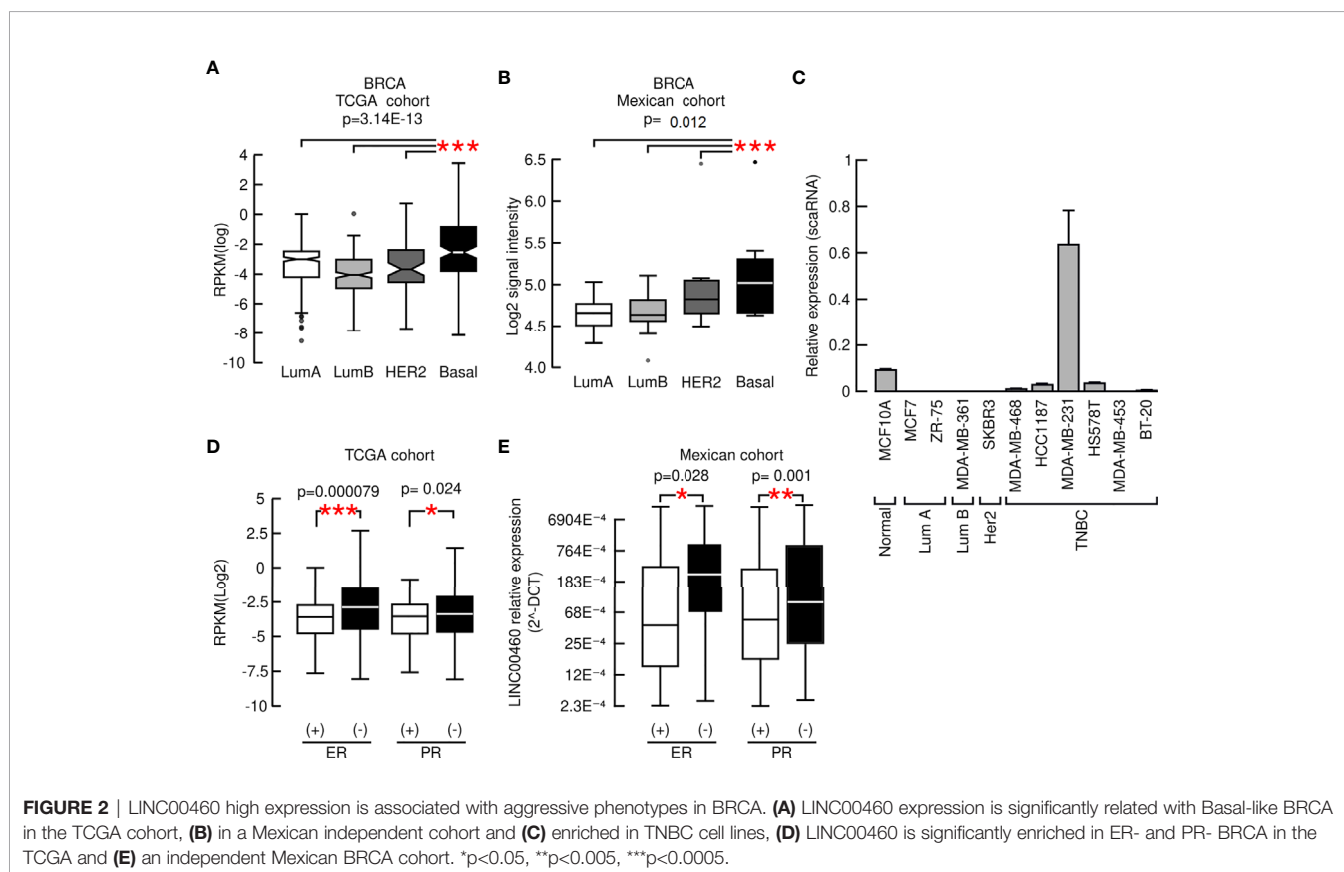 A
BRCA
TCGA cohort
p=3.14E-13
***
RPKM(log)
4
2
0
-2
-4
-6
-8
-10
LumA LumB HER2 Basal
B
BRCA
Mexican cohort
p= 0.012
***
Log2 signal intensity
6.5
6.0
5.5
5.0
4.5
4.0
LumA LumB HER2 Basal
C
Relative expression (scaRNA)
1
0.8
0.6
0.4
0.2
0
MCF10A
MCF7
ZR-75
MDA-MB-361
SKBR3
MDA-MB-468
HCC1187
MDA-MB-231
HS578T
MDA-MB-453
BT-20
Normal
Lum A
Lum B
Her2
TNBC
D
TCGA cohort
p=0.000079 p= 0.024
*** *
RPKM(Log2)
5
2.5
0
-2.5
-5
-7.5
-10
(+) (-) (+) (-)
ER PR
E
Mexican cohort
p=0.028 p= 0.001
* **
LINC00460 relative expression
(2^-DCT)
6904E⁻⁴
764E⁻⁴
183E⁻⁴
68E⁻⁴
25E⁻⁴
12E⁻⁴
2.3E⁻⁴
(+) (-) (+) (-)
ER PR
FIGURE 2 | LINC00460 high expression is associated with aggressive phenotypes in BRCA. (A) LINC00460 expression is significantly related with Basal-like BRCA
in the TCGA cohort, (B) in a Mexican independent cohort and (C) enriched in TNBC cell lines, (D) LINC00460 is significantly enriched in ER- and PR- BRCA in the
TCGA and (E) an independent Mexican BRCA cohort. *p<0.05, **p<0.005, ***p<0.0005.